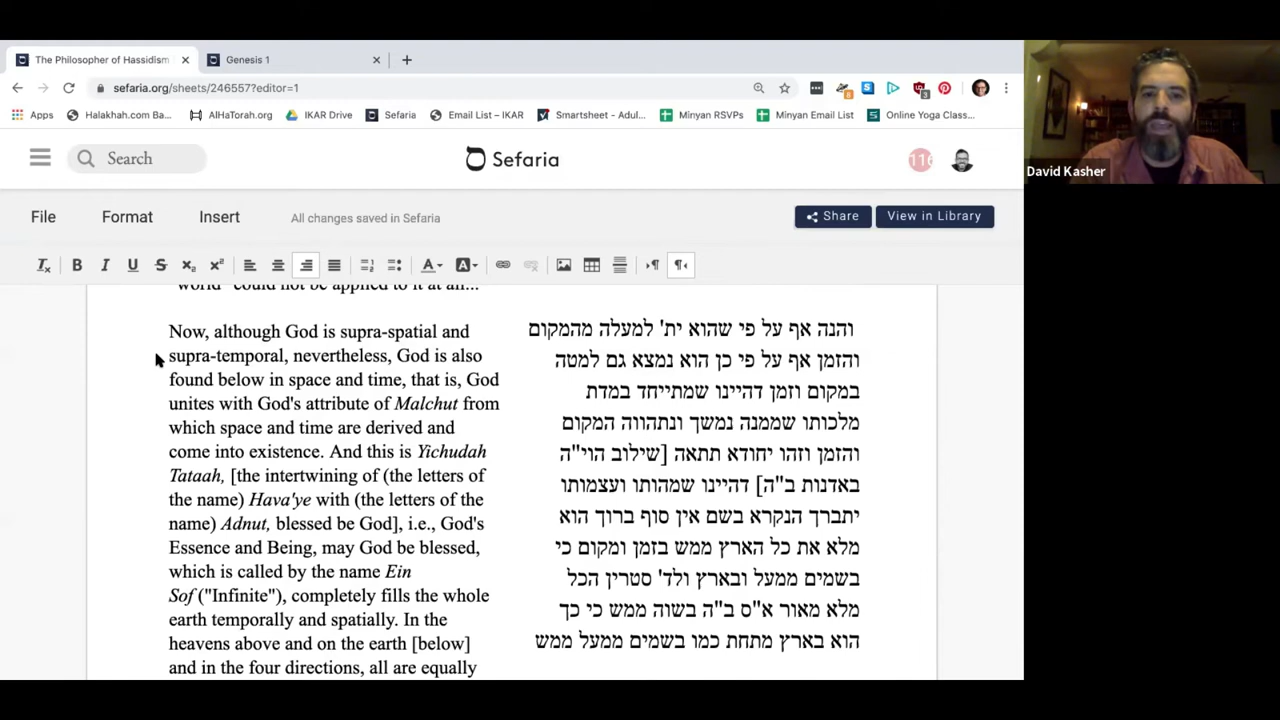 The Philosopher of Hassidism
Genesis 1
sefaria.org/sheets/246557?editor=1
Apps
Halakhah.com Ba...
AlHaTorah.org
IKAR Drive
Sefaria
Email List – IKAR
Smartsheet - Adul...
Minyan RSVPs
Minyan Email List
Online Yoga Class...
Search
Sefaria
116
David Kasher
File
Format
Insert
All changes saved in Sefaria
Share
View in Library
"world" could not be applied to it at all...
Now, although God is supra-spatial and
supra-temporal, nevertheless, God is also
found below in space and time, that is, God
unites with God's attribute of Malchut from
which space and time are derived and
come into existence. And this is Yichudah
Tataah, [the intertwining of (the letters of
the name) Hava'ye with (the letters of the
name) Adnut, blessed be God], i.e., God's
Essence and Being, may God be blessed,
which is called by the name Ein
Sof ("Infinite"), completely fills the whole
earth temporally and spatially. In the
heavens above and on the earth [below]
and in the four directions, all are equally
והנה אף על פי שהוא ית' למעלה מהמקום
והזמן אף על פי כן הוא נמצא גם למטה
במקום וזמן דהיינו שמתייחד במדת
מלכותו שממנה נמשך ונתהווה המקום
והזמן וזהו יחודא תתאה [שילוב הוי"ה
באדנות ב"ה] דהיינו שמהותו ועצמותו
יתברך הנקרא בשם אין סוף ברוך הוא
מלא את כל הארץ ממש בזמן ומקום כי
בשמים ממעל ובארץ ולד' סטרין הכל
מלא מאור א"ס ב"ה בשוה ממש כי כך
הוא בארץ מתחת כמו בשמים ממעל ממש